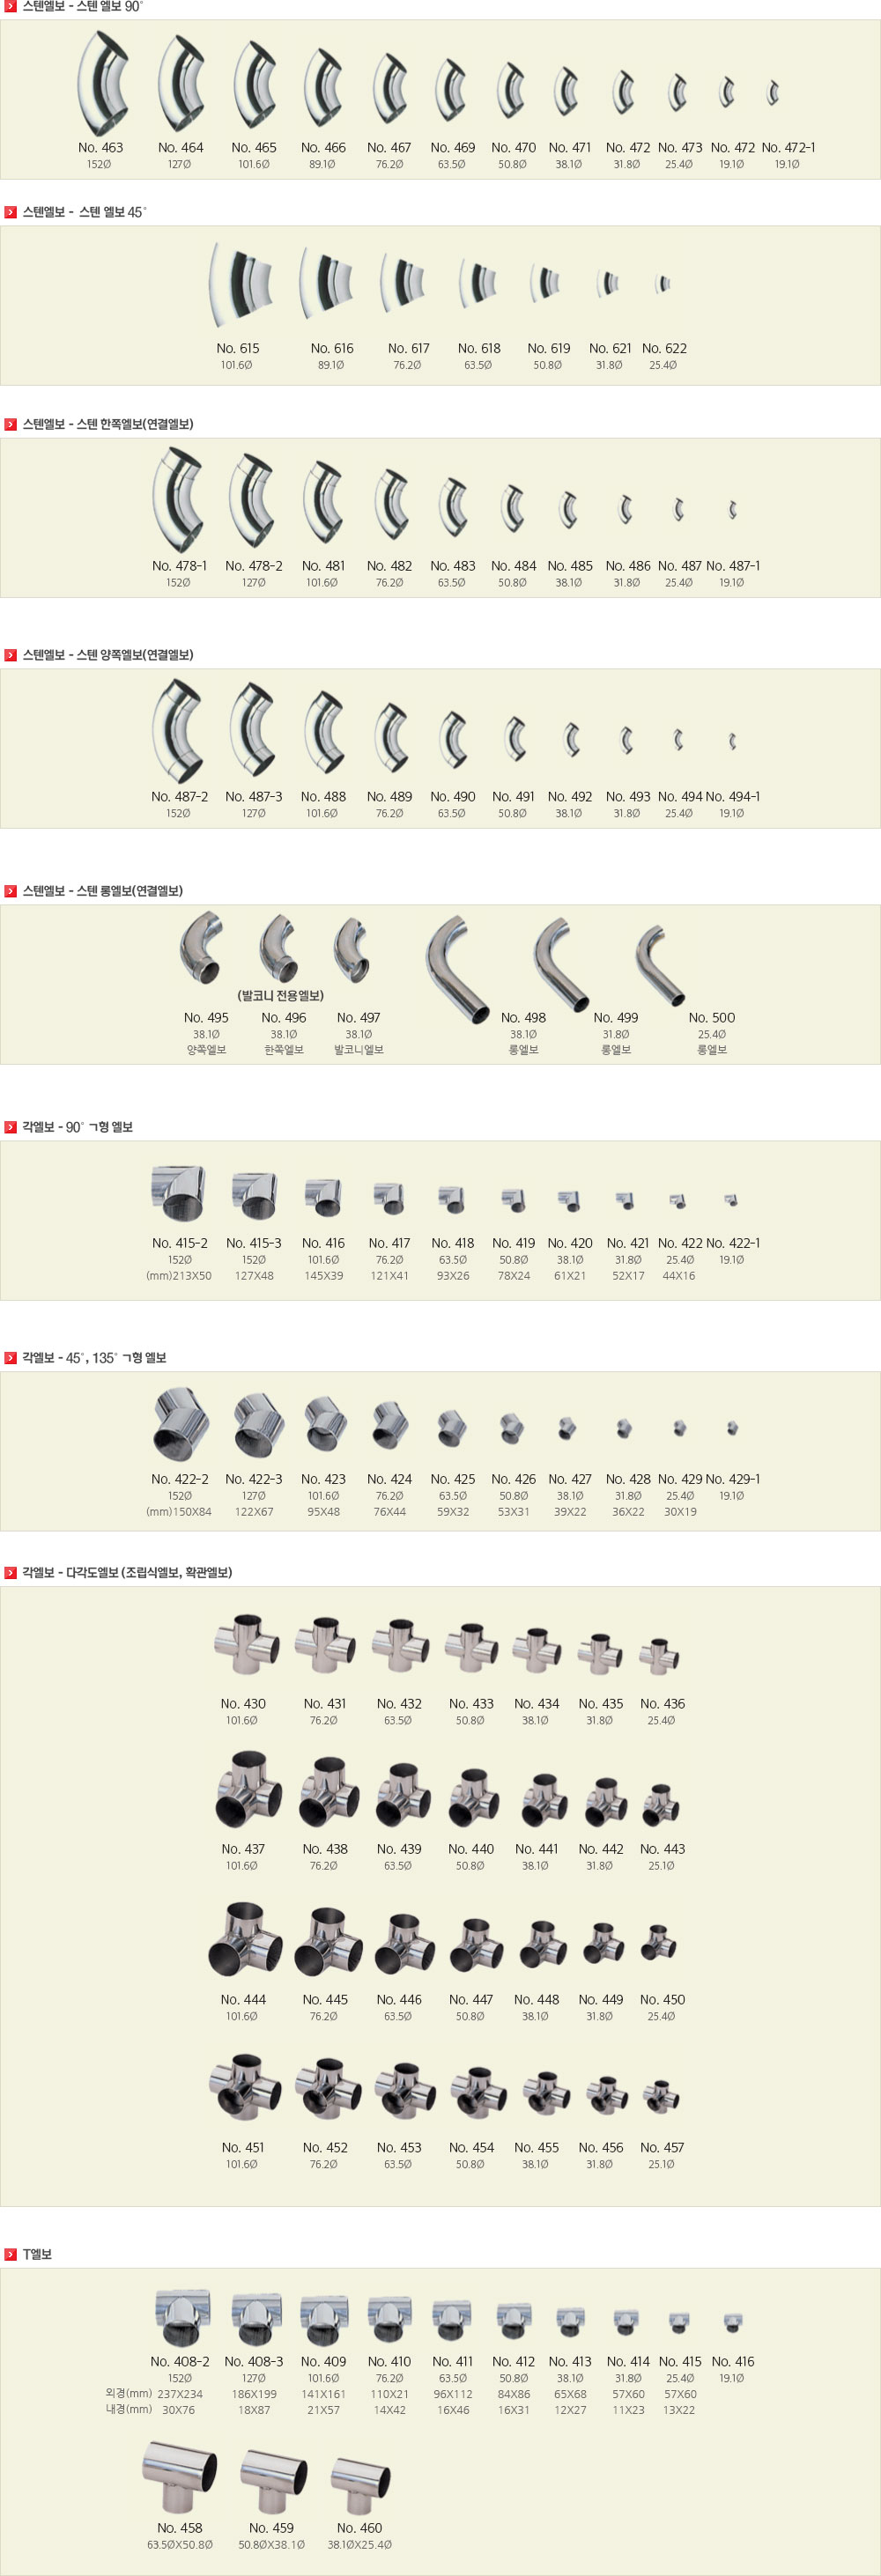 스텐엘보 - 스텐 엘보 90°
No. 463 No. 464 No. 465 No. 466 No. 467 No. 469 No. 470 No. 471 No. 472 No. 473 No. 472 No. 472-1
152Ø 127Ø 101.6Ø 89.1Ø 76.2Ø 63.5Ø 50.8Ø 38.1Ø 31.8Ø 25.4Ø 19.1Ø 19.1Ø
스텐엘보 - 스텐 엘보 45°
No. 615 No. 616 No. 617 No. 618 No. 619 No. 621 No. 622
101.6Ø 89.1Ø 76.2Ø 63.5Ø 50.8Ø 31.8Ø 25.4Ø
스텐엘보 - 스텐 한쪽엘보(연결엘보)
No. 478-1 No. 478-2 No. 481 No. 482 No. 483 No. 484 No. 485 No. 486 No. 487 No. 487-1
152Ø 127Ø 101.6Ø 76.2Ø 63.5Ø 50.8Ø 38.1Ø 31.8Ø 25.4Ø 19.1Ø
스텐엘보 - 스텐 양쪽엘보(연결엘보)
No. 487-2 No. 487-3 No. 488 No. 489 No. 490 No. 491 No. 492 No. 493 No. 494 No. 494-1
152Ø 127Ø 101.6Ø 76.2Ø 63.5Ø 50.8Ø 38.1Ø 31.8Ø 25.4Ø 19.1Ø
스텐엘보 - 스텐 롱엘보(연결엘보)
(발코니 전용엘보)
No. 495 No. 496 No. 497 No. 498 No. 499 No. 500
38.1Ø 38.1Ø 38.1Ø 38.1Ø 31.8Ø 25.4Ø
양쪽엘보 한쪽엘보 발코니엘보 롱엘보 롱엘보 롱엘보
각엘보 - 90° ㄱ형 엘보
No. 415-2 No. 415-3 No. 416 No. 417 No. 418 No. 419 No. 420 No. 421 No. 422 No. 422-1
152Ø 152Ø 101.6Ø 76.2Ø 63.5Ø 50.8Ø 38.1Ø 31.8Ø 25.4Ø 19.1Ø
(mm)213X50 127X48 145X39 121X41 93X26 78X24 61X21 52X17 44X16
각엘보 - 45°, 135° ㄱ형 엘보
No. 422-2 No. 422-3 No. 423 No. 424 No. 425 No. 426 No. 427 No. 428 No. 429 No. 429-1
152Ø 127Ø 101.6Ø 76.2Ø 63.5Ø 50.8Ø 38.1Ø 31.8Ø 25.4Ø 19.1Ø
(mm)150X84 122X67 95X48 76X44 59X32 53X31 39X22 36X22 30X19
각엘보 - 다각도엘보 (조립식엘보, 확관엘보)
No. 430 No. 431 No. 432 No. 433 No. 434 No. 435 No. 436
101.6Ø 76.2Ø 63.5Ø 50.8Ø 38.1Ø 31.8Ø 25.4Ø
No. 437 No. 438 No. 439 No. 440 No. 441 No. 442 No. 443
101.6Ø 76.2Ø 63.5Ø 50.8Ø 38.1Ø 31.8Ø 25.1Ø
No. 444 No. 445 No. 446 No. 447 No. 448 No. 449 No. 450
101.6Ø 76.2Ø 63.5Ø 50.8Ø 38.1Ø 31.8Ø 25.4Ø
No. 451 No. 452 No. 453 No. 454 No. 455 No. 456 No. 457
101.6Ø 76.2Ø 63.5Ø 50.8Ø 38.1Ø 31.8Ø 25.1Ø
T엘보
No. 408-2 No. 408-3 No. 409 No. 410 No. 411 No. 412 No. 413 No. 414 No. 415 No. 416
152Ø 127Ø 101.6Ø 76.2Ø 63.5Ø 50.8Ø 38.1Ø 31.8Ø 25.4Ø 19.1Ø
외경(mm) 237X234 186X199 141X161 110X21 96X112 84X86 65X68 57X60 57X60
내경(mm) 30X76 18X87 21X57 14X42 16X46 16X31 12X27 11X23 13X22
No. 458 No. 459 No. 460
63.5ØX50.8Ø 50.8ØX38.1Ø 38.1ØX25.4Ø